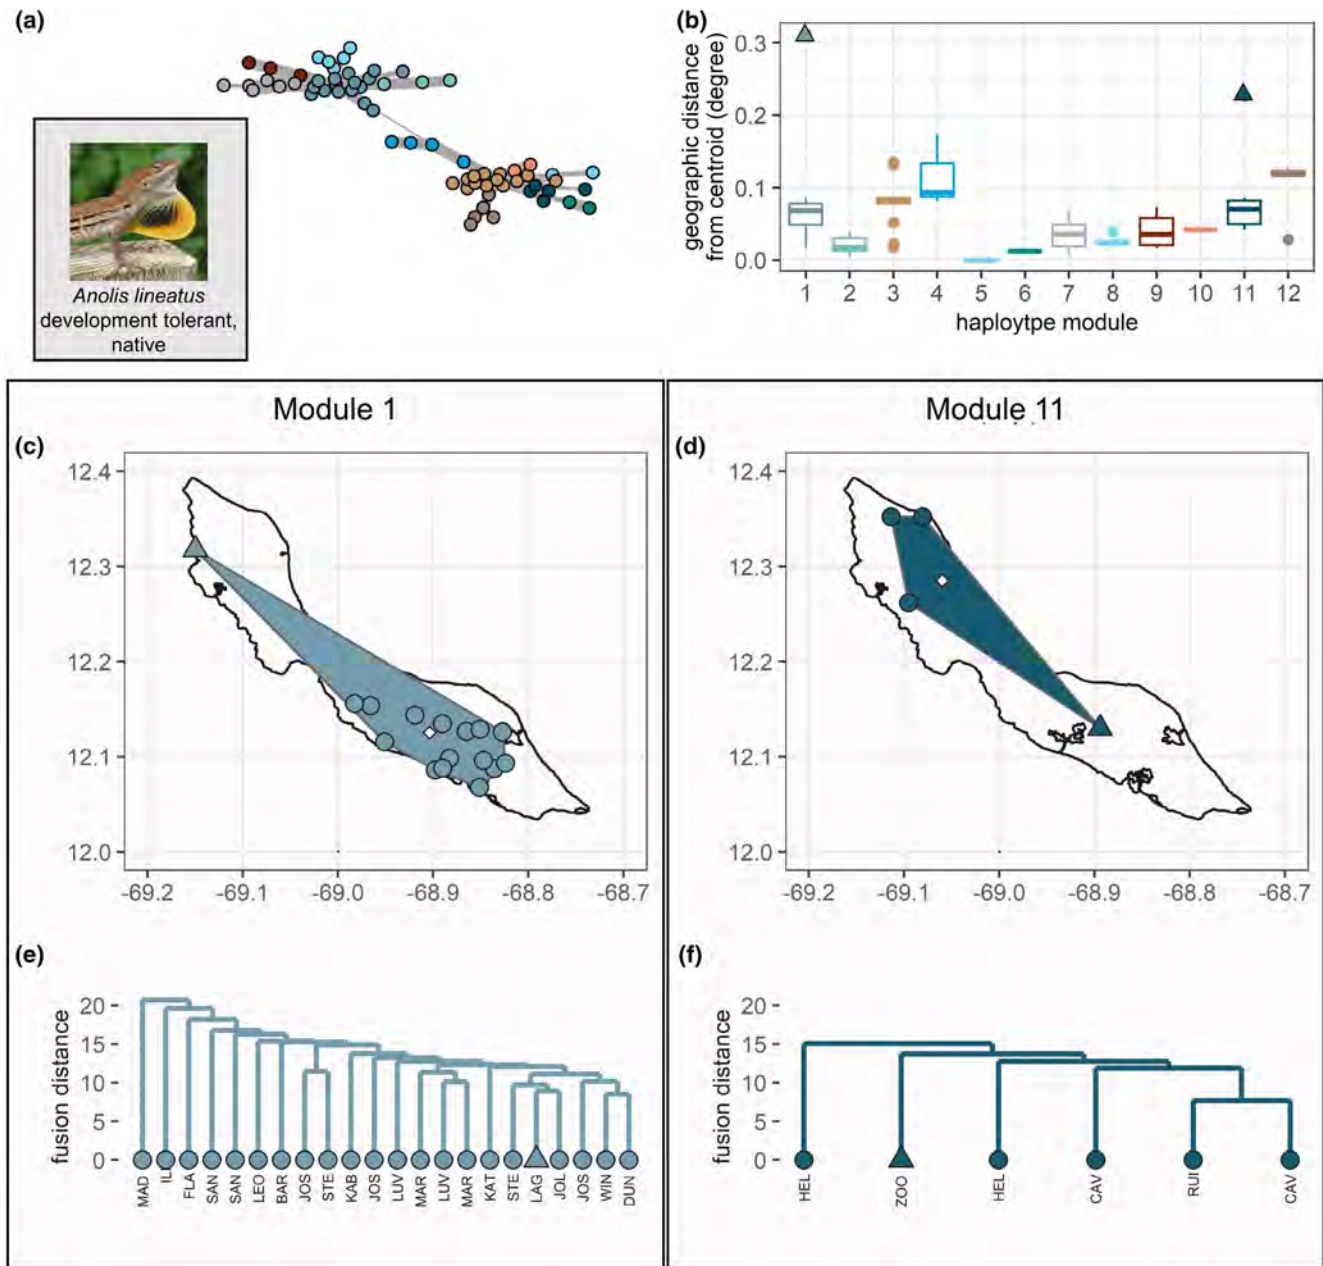 (a)
Anolis lineatus
development tolerant,
native
(b)
geographic distance
from centroid (degree)
0.3
0.2
0.1
0.0
1 2 3 4 5 6 7 8 9 10 11 12
haploytpe module
Module 1
(c)
12.4
12.3
12.2
12.1
12.0
-69.2 -69.1 -69.0 -68.9 -68.8 -68.7
(e)
fusion distance
20
15
10
5
0
MAD ILI FLA SAN SAN LEO BAR JOS STE KAB JOS LUV MAR LUV MAR KAT STE LAG JOL JOS WIN DUN
Module 11
(d)
12.4
12.3
12.2
12.1
12.0
-69.2 -69.1 -69.0 -68.9 -68.8 -68.7
(f)
fusion distance
20
15
10
5
0
HEL ZOO HEL CAV RUI CAV